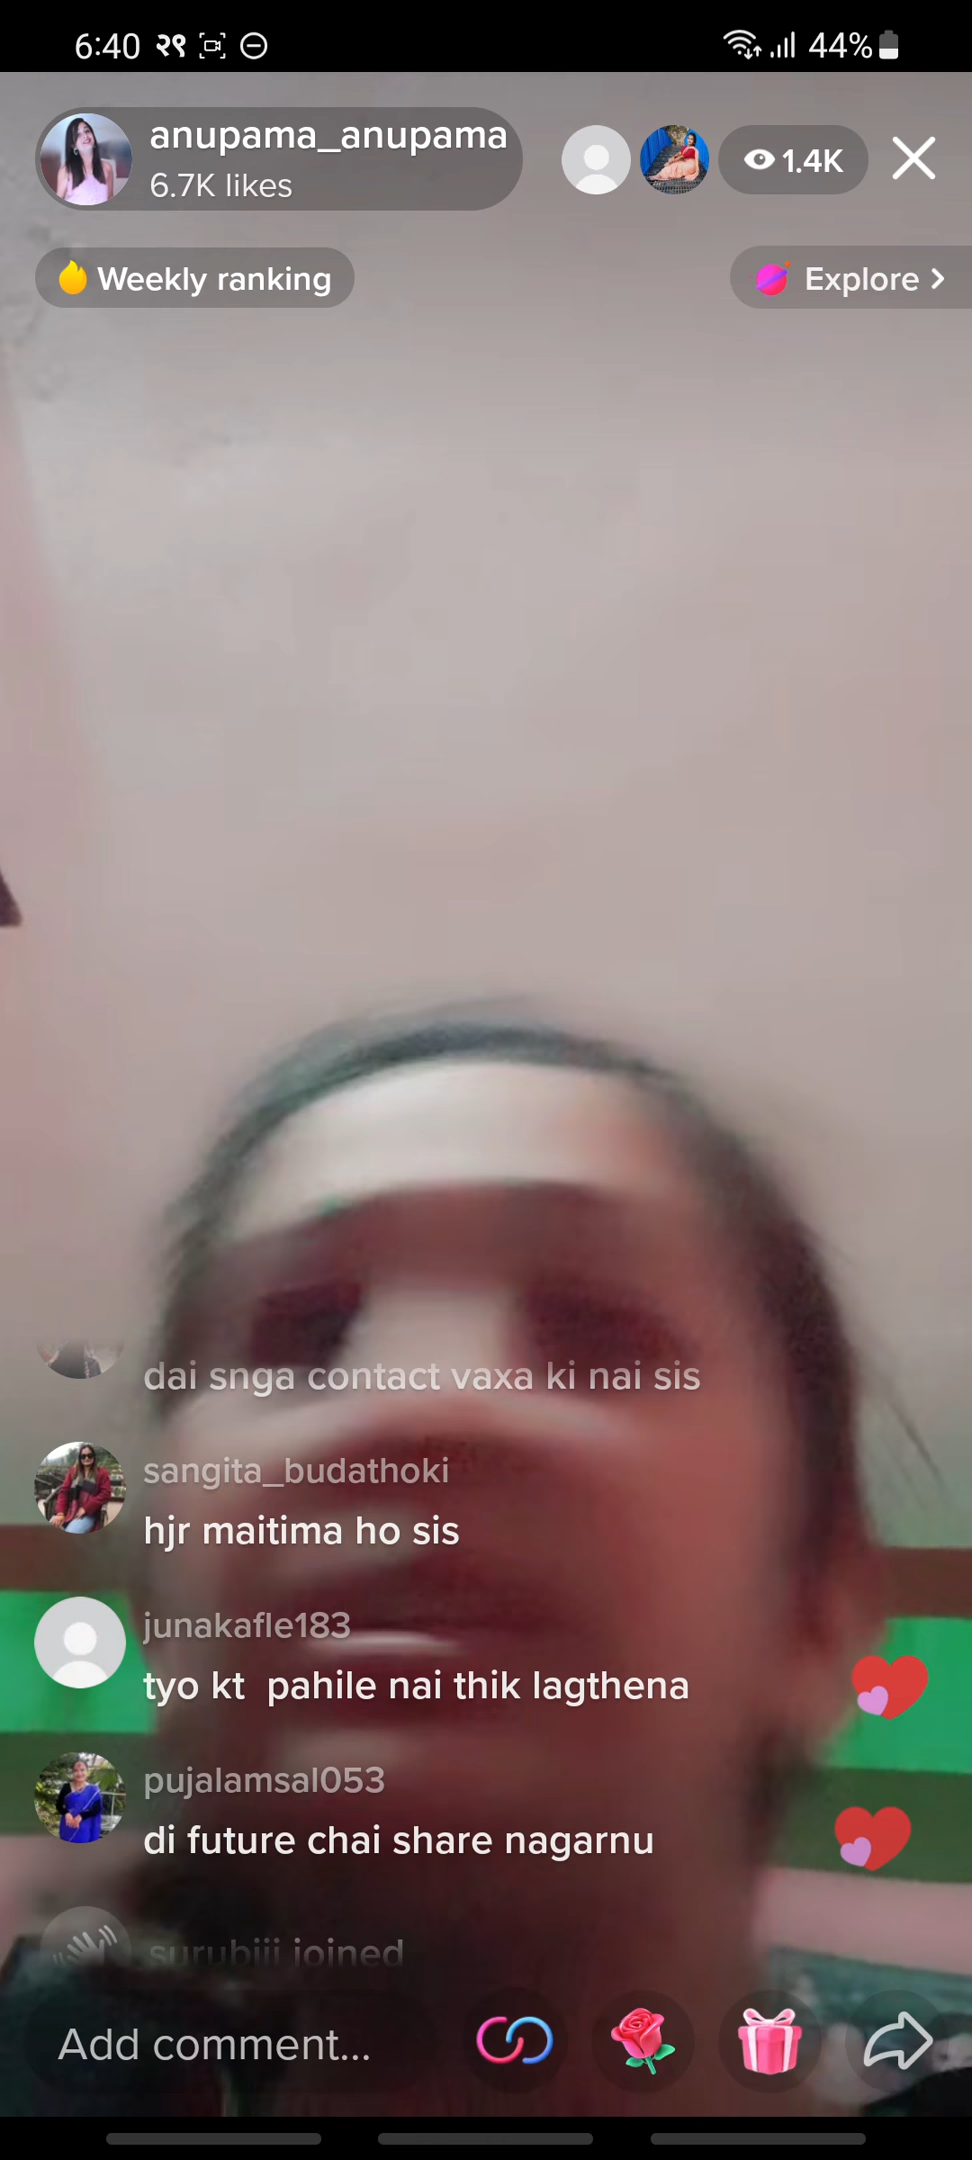 6:40 २९ 44%
anupama_anupama
6.7K likes
1.4K
Weekly ranking
Explore
dai snga contact vaxa ki nai sis
sangita_budathoki
hjr maitima ho sis
junakafle183
tyo kt  pahile nai thik lagthena
pujalamsal053
di future chai share nagarnu
surubiii joined
Add comment...